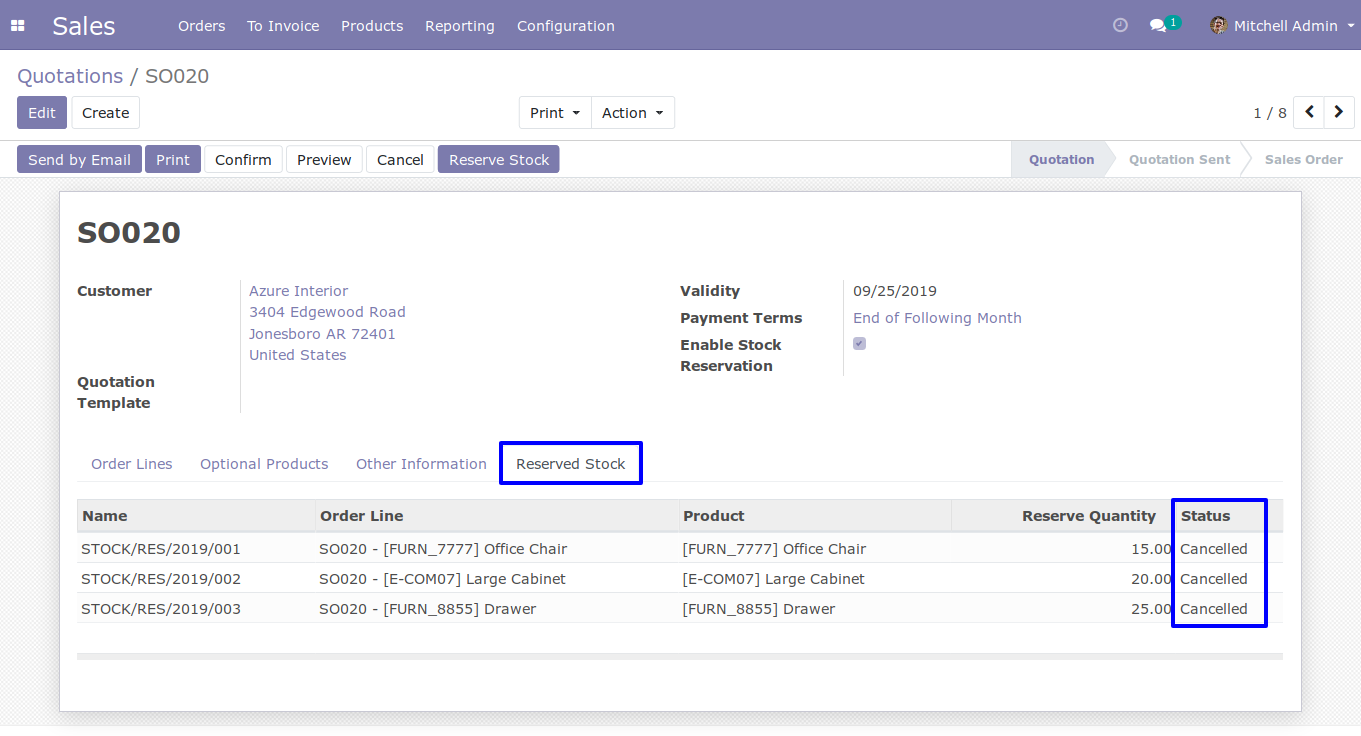 Sales Orders To Invoice Products Reporting Configuration 1 Mitchell Admin
Quotations / SO020
Edit Create Print Action 1 / 8
Send by Email Print Confirm Preview Cancel Reserve Stock Quotation Quotation Sent Sales Order
SO020
Customer Azure Interior Validity 09/25/2019
3404 Edgewood Road Payment Terms End of Following Month
Jonesboro AR 72401 Enable Stock
United States Reservation
Quotation
Template
Order Lines Optional Products Other Information Reserved Stock
Name Order Line Product Reserve Quantity Status
STOCK/RES/2019/001 SO020 - [FURN_7777] Office Chair [FURN_7777] Office Chair 15.00 Cancelled
STOCK/RES/2019/002 SO020 - [E-COM07] Large Cabinet [E-COM07] Large Cabinet 20.00 Cancelled
STOCK/RES/2019/003 SO020 - [FURN_8855] Drawer [FURN_8855] Drawer 25.00 Cancelled